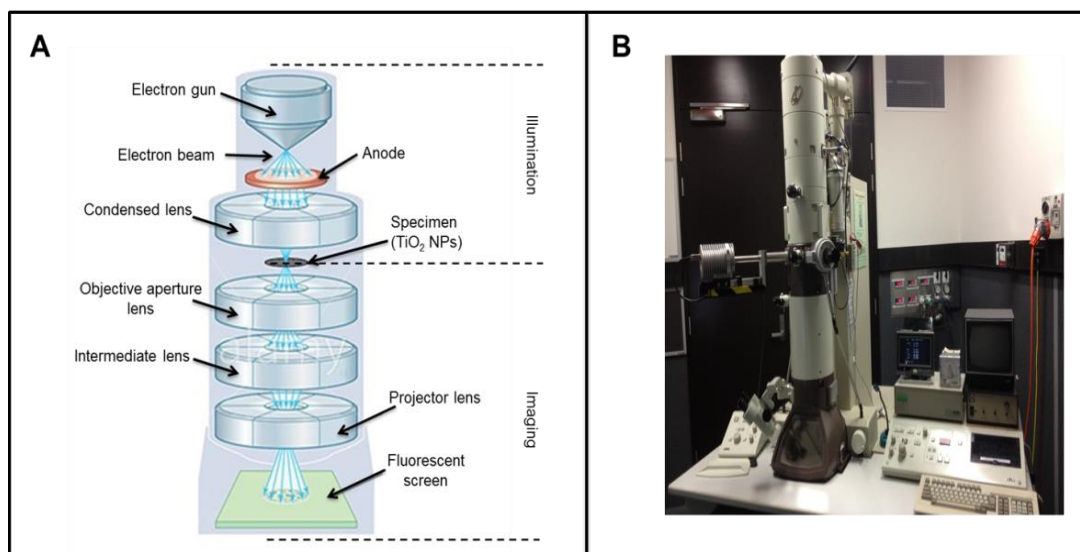 A
Electron gun
Electron beam
Anode
Condensed lens
Specimen
(TiO₂ NPs)
Objective aperture
lens
Intermediate lens
Projector lens
Fluorescent
screen
Illumination
Imaging
alamy
B